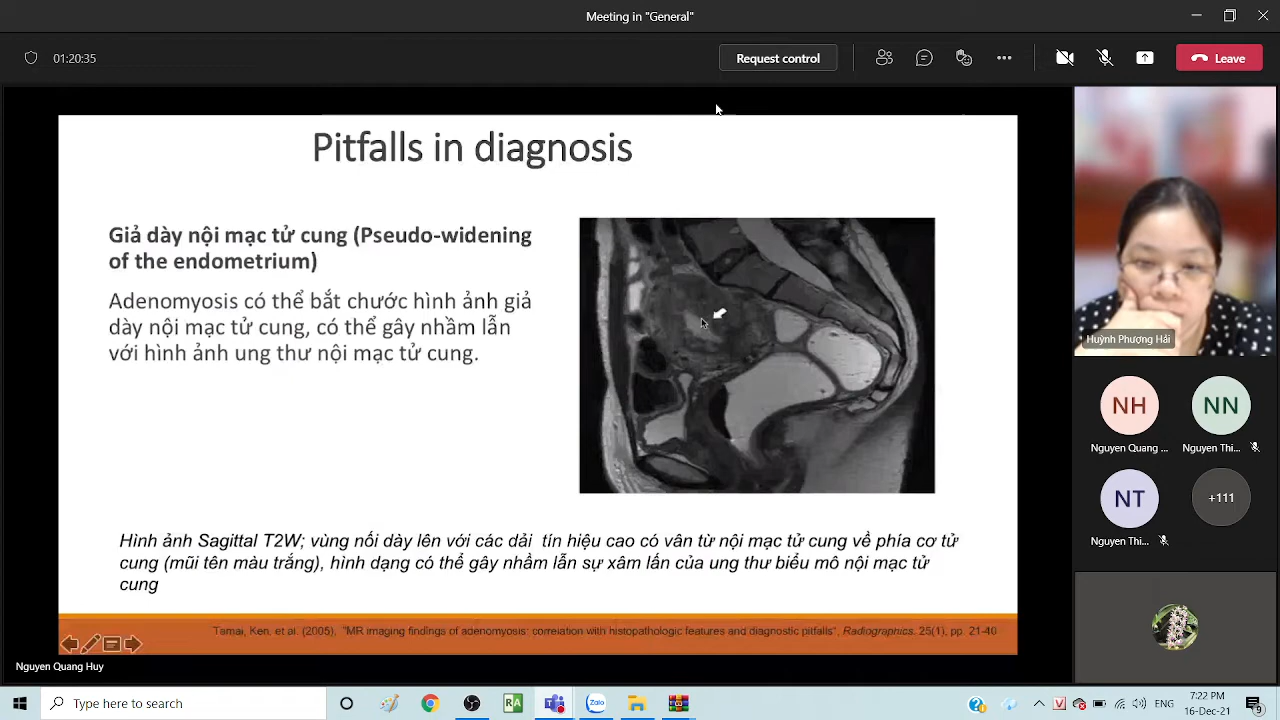 Meeting in "General"
01:20:35
Request control
Leave
Pitfalls in diagnosis
Giả dày nội mạc tử cung (Pseudo-widening
of the endometrium)
Adenomyosis có thể bắt chước hình ảnh giả
dày nội mạc tử cung, có thể gây nhầm lẫn
với hình ảnh ung thư nội mạc tử cung.
Hình ảnh Sagittal T2W; vùng nối dày lên với các dải tín hiệu cao có vân từ nội mạc tử cung về phía cơ tử
cung (mũi tên màu trắng), hình dạng có thể gây nhầm lẫn sự xâm lấn của ung thư biểu mô nội mạc tử
cung
Tamai, Ken, et al. (2005), "MR imaging findings of adenomyosis: correlation with histopathologic features and diagnostic pitfalls", Radiographics. 25(1), pp. 21-40
Nguyen Quang Huy
Huỳnh Phượng Hải
NH
NN
Nguyen Quang ...
Nguyen Thi...
NT
+111
Nguyen Thi...
Type here to search
RA
Zalo
V
7:22 PM
16-Dec-21
9